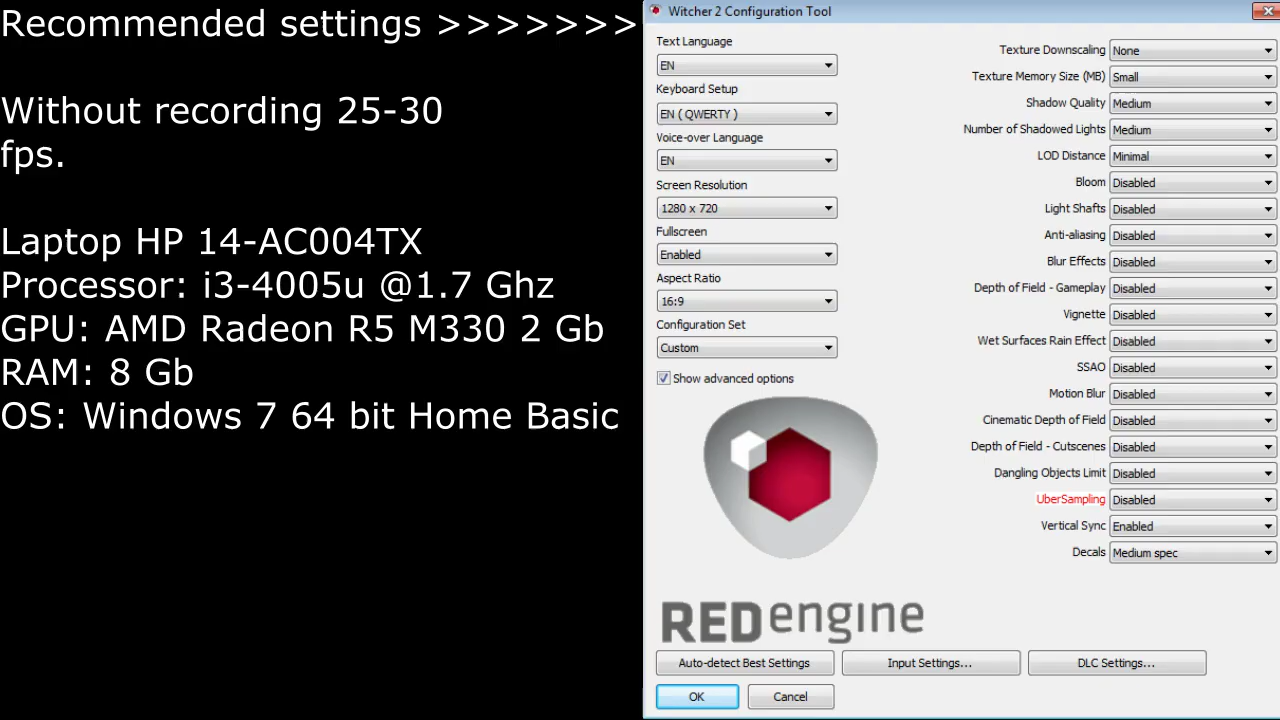 Recommended settings >>>>>>>
Without recording 25-30
fps.
Laptop HP 14-AC004TX
Processor: i3-4005u @1.7 Ghz
GPU: AMD Radeon R5 M330 2 Gb
RAM: 8 Gb
OS: Windows 7 64 bit Home Basic
Witcher 2 Configuration Tool
Text Language
EN
Keyboard Setup
EN ( QWERTY )
Voice-over Language
EN
Screen Resolution
1280 x 720
Fullscreen
Enabled
Aspect Ratio
16:9
Configuration Set
Custom
Show advanced options
Texture Downscaling None
Texture Memory Size (MB) Small
Shadow Quality Medium
Number of Shadowed Lights Medium
LOD Distance Minimal
Bloom Disabled
Light Shafts Disabled
Anti-aliasing Disabled
Blur Effects Disabled
Depth of Field - Gameplay Disabled
Vignette Disabled
Wet Surfaces Rain Effect Disabled
SSAO Disabled
Motion Blur Disabled
Cinematic Depth of Field Disabled
Depth of Field - Cutscenes Disabled
Dangling Objects Limit Disabled
UberSampling Disabled
Vertical Sync Enabled
Decals Medium spec
REDengine
Auto-detect Best Settings Input Settings... DLC Settings...
OK Cancel